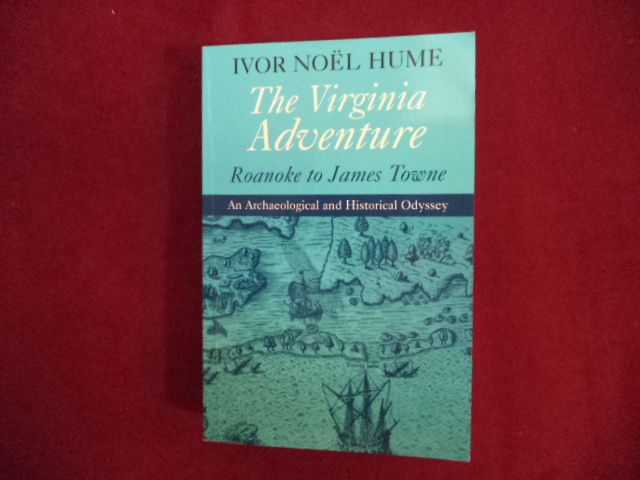 IVOR NOËL HUME
The Virginia
Adventure
Roanoke to James Towne
An Archaeological and Historical Odyssey